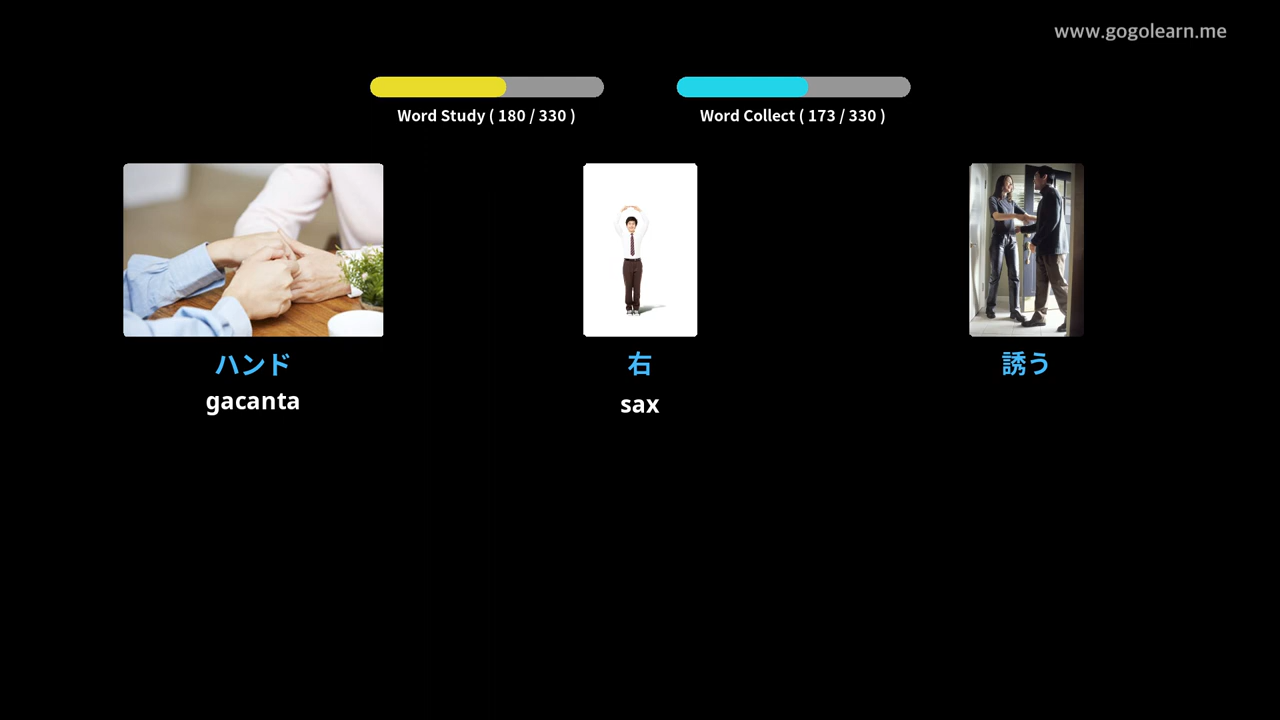 www.gogolearn.me
Word Study ( 180 / 330 )
Word Collect ( 173 / 330 )
ハンド
gacanta
右
sax
誘う